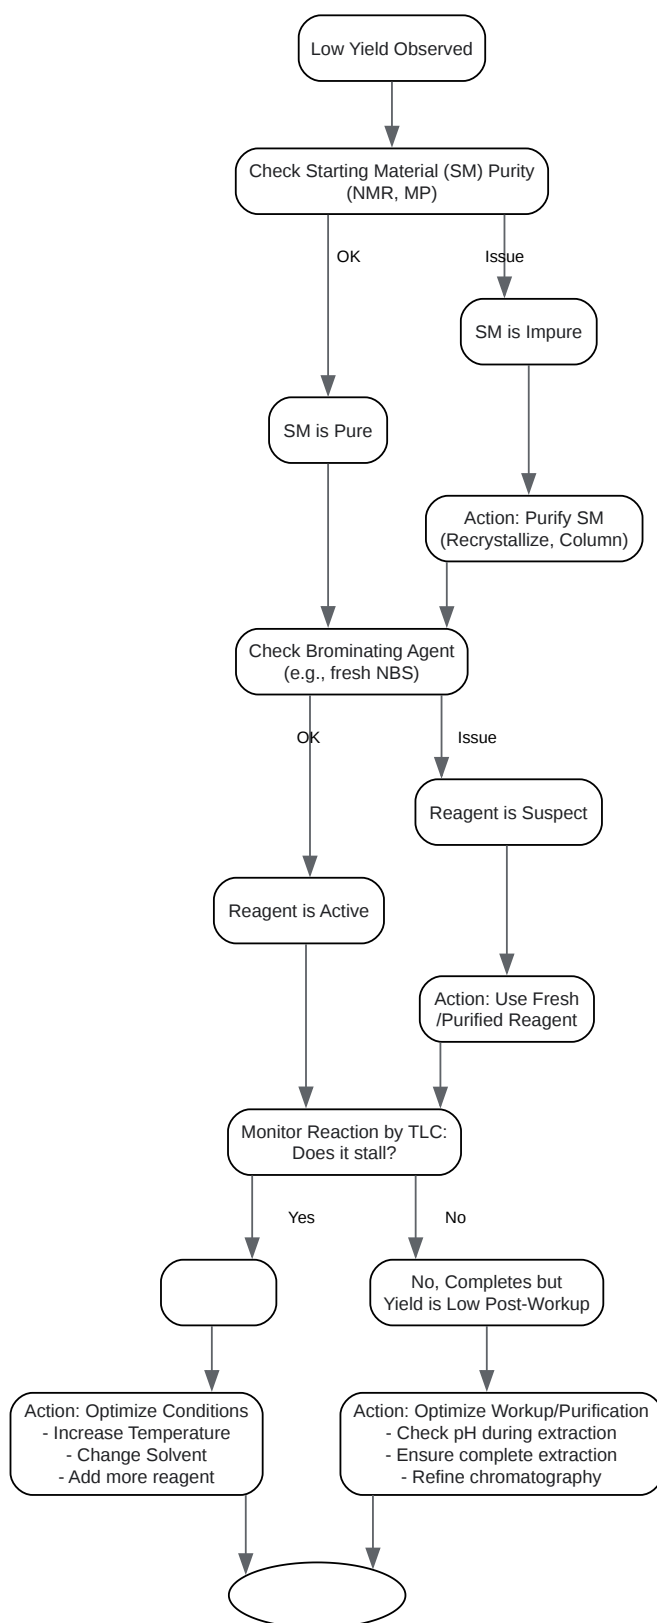 Low Yield Observed
Check Starting Material (SM) Purity
(NMR, MP)
OK
Issue
SM is Impure
SM is Pure
Action: Purify SM
(Recrystallize, Column)
Check Brominating Agent
(e.g., fresh NBS)
OK
Issue
Reagent is Suspect
Reagent is Active
Action: Use Fresh
/Purified Reagent
Monitor Reaction by TLC:
Does it stall?
Yes
No
No, Completes but
Yield is Low Post-Workup
Action: Optimize Conditions
- Increase Temperature
- Change Solvent
- Add more reagent
Action: Optimize Workup/Purification
- Check pH during extraction
- Ensure complete extraction
- Refine chromatography